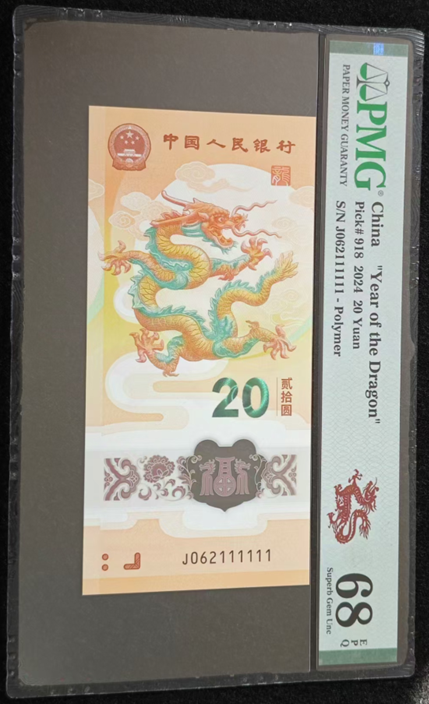 中国人民银行
20
贰拾圆
J062111111
PMG®
PAPER MONEY GUARANTY
China "Year of the Dragon"
Pick# 918 2024 20 Yuan
S/N J062111111 - Polymer
68 EPQ
Superb Gem Unc